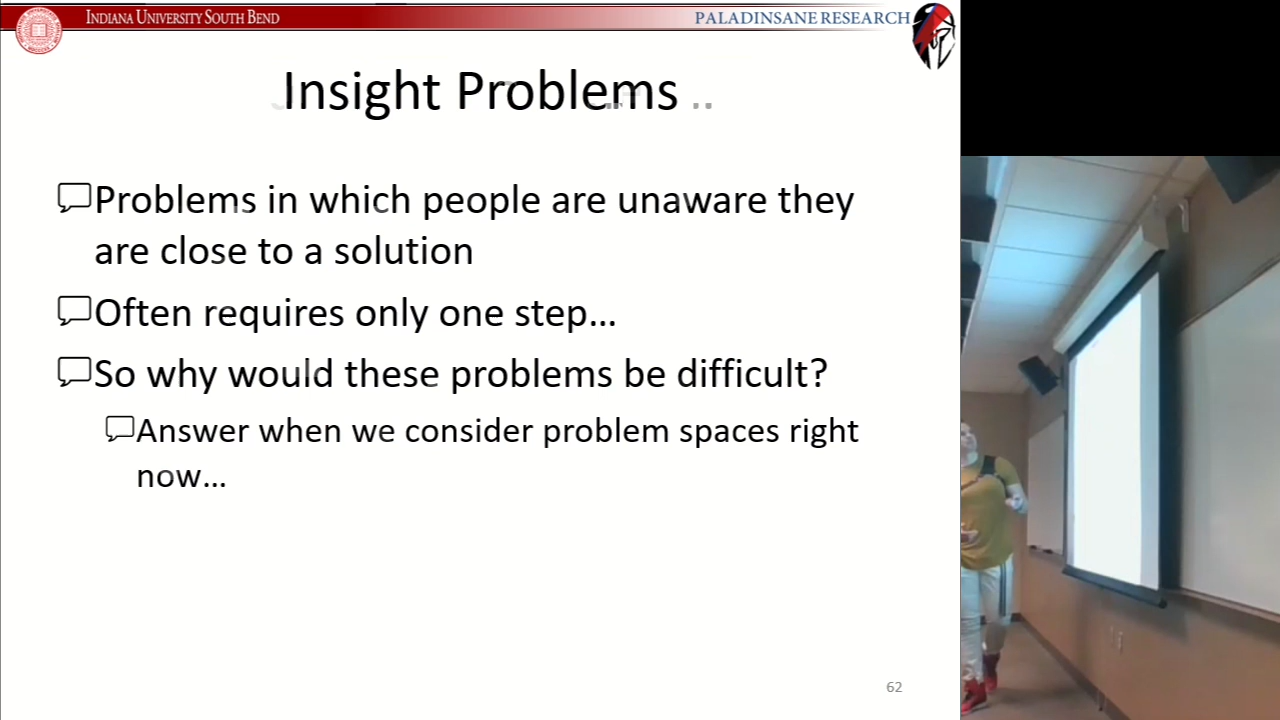 INDIANA UNIVERSITY SOUTH BEND
PALADINSANE RESEARCH
Insight Problems
Problems in which people are unaware they
are close to a solution
Often requires only one step…
So why would these problems be difficult?
Answer when we consider problem spaces right
now…
62